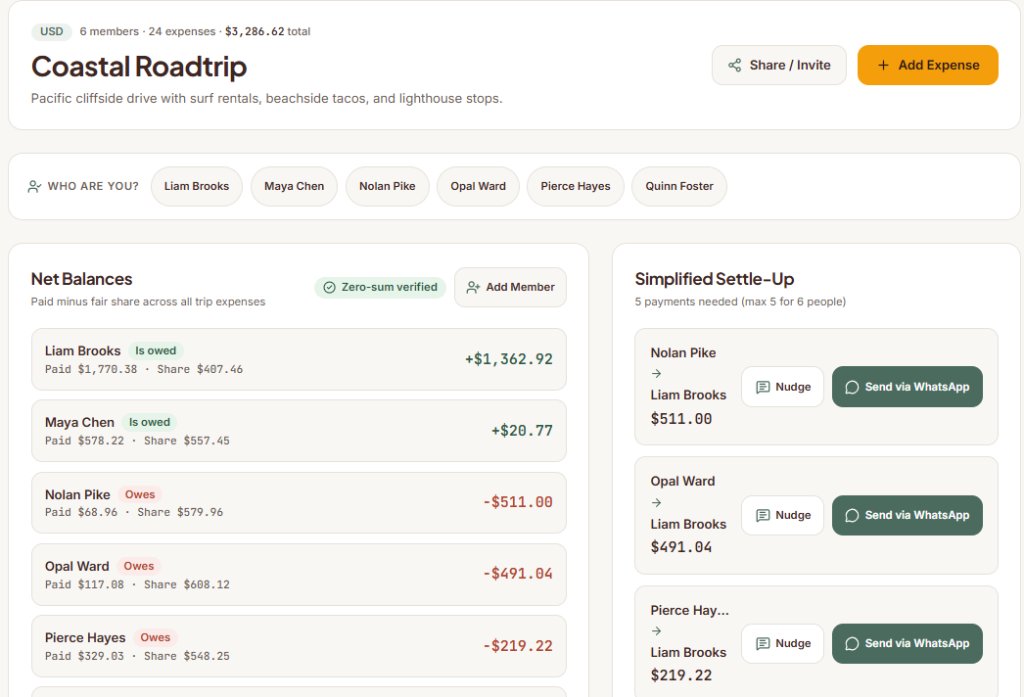 USD 6 members · 24 expenses · $3,286.62 total
Coastal Roadtrip
Pacific cliffside drive with surf rentals, beachside tacos, and lighthouse stops.
Share / Invite
+ Add Expense
WHO ARE YOU?
Liam Brooks
Maya Chen
Nolan Pike
Opal Ward
Pierce Hayes
Quinn Foster
Net Balances
Paid minus fair share across all trip expenses
Zero-sum verified
Add Member
Liam Brooks Is owed
Paid $1,770.38 · Share $407.46
+$1,362.92
Maya Chen Is owed
Paid $578.22 · Share $557.45
+$20.77
Nolan Pike Owes
Paid $68.96 · Share $579.96
-$511.00
Opal Ward Owes
Paid $117.08 · Share $608.12
-$491.04
Pierce Hayes Owes
Paid $329.03 · Share $548.25
-$219.22
Simplified Settle-Up
5 payments needed (max 5 for 6 people)
Nolan Pike
→
Liam Brooks
$511.00
Nudge
Send via WhatsApp
Opal Ward
→
Liam Brooks
$491.04
Nudge
Send via WhatsApp
Pierce Hay...
→
Liam Brooks
$219.22
Nudge
Send via WhatsApp